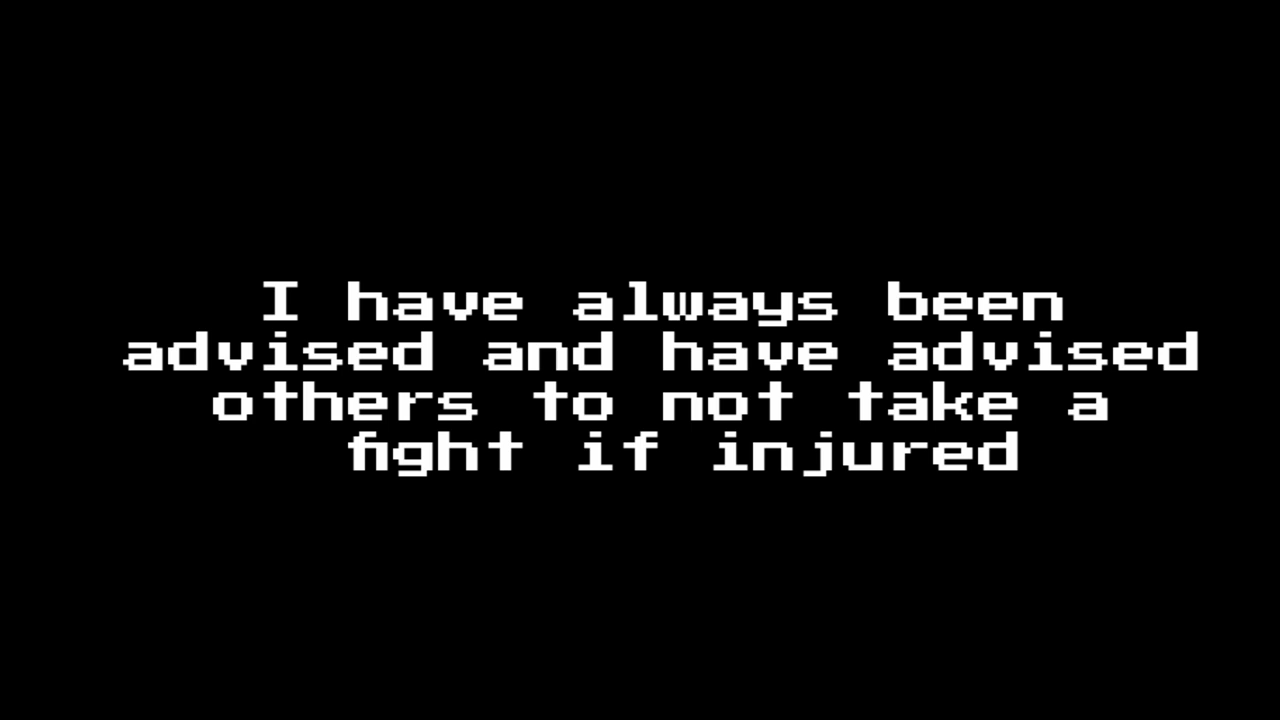 I have always been
advised and have advised
others to not take a
fight if injured